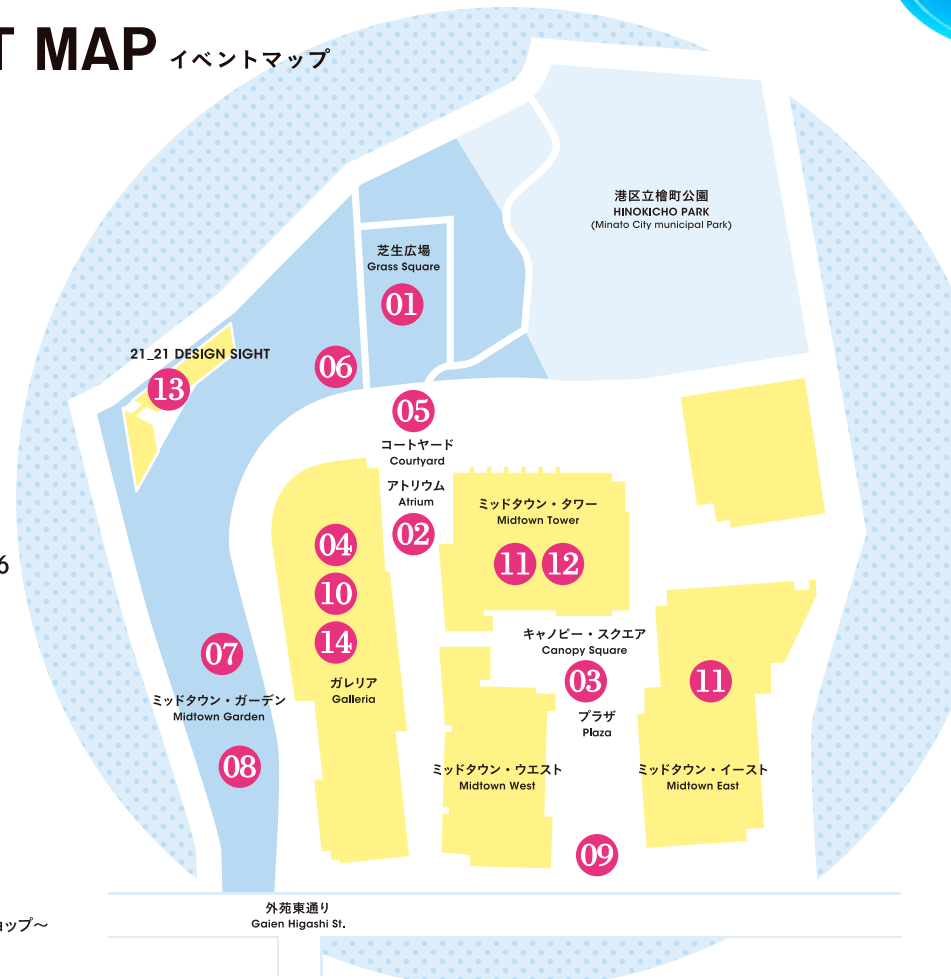 T MAP イベントマップ
港区立檜町公園
HINOKICHO PARK
(Minato City municipal Park)
芝生広場
Grass Square
01
21_21 DESIGN SIGHT
06
13
05
コートヤード
Courtyard
アトリウム
Atrium
02
ミッドタウン・タワー
Midtown Tower
11 12
04
10
14
ガレリア
Galleria
6
キャノピー・スクエア
Canopy Square
03
プラザ
Plaza
11
07
ミッドタウン・ガーデン
Midtown Garden
08
ミッドタウン・ウエスト
Midtown West
ミッドタウン・イースト
Midtown East
09
外苑東通り
Gaien Higashi St.
ョップ～